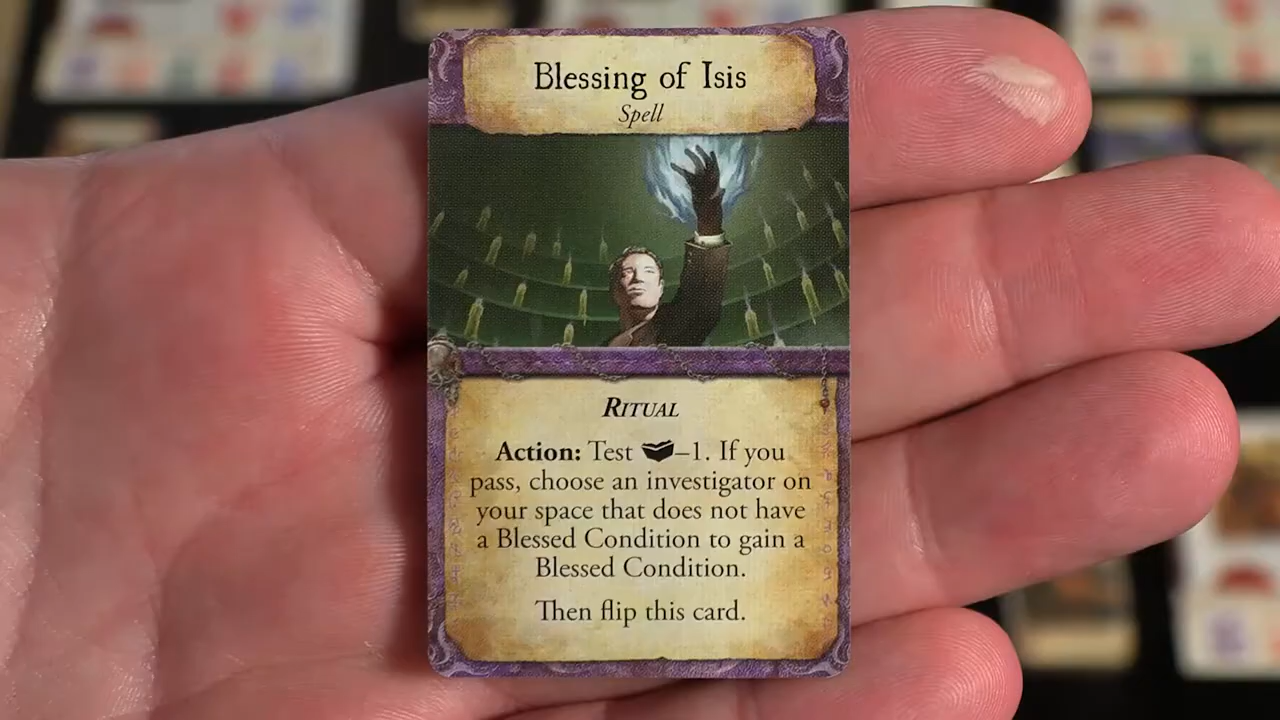 Blessing of Isis
Spell
RITUAL
Action: Test –1. If you
pass, choose an investigator on
your space that does not have
a Blessed Condition to gain a
Blessed Condition.
Then flip this card.